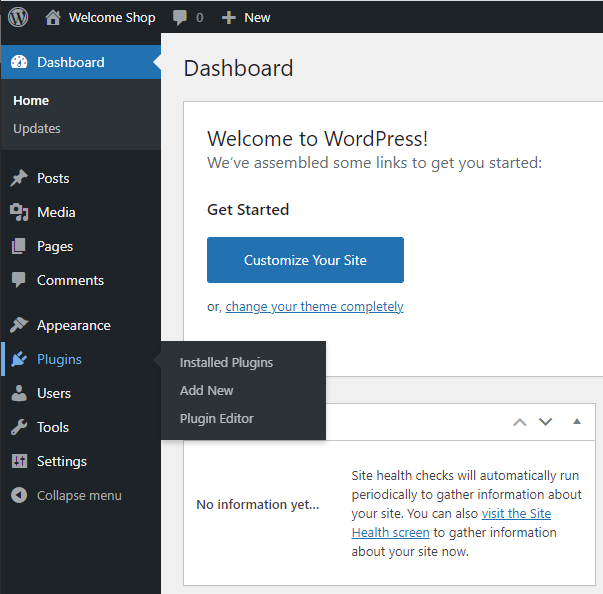 Welcome Shop 0 New
Dashboard
Home
Updates
Posts
Media
Pages
Comments
Appearance
Plugins
Users
Tools
Settings
Collapse menu
Installed Plugins
Add New
Plugin Editor
Dashboard
Welcome to WordPress!
We've assembled some links to get you started:
Get Started
Customize Your Site
or, change your theme completely
No information yet...
Site health checks will automatically run
periodically to gather information about
your site. You can also visit the Site
Health screen to gather information
about your site now.